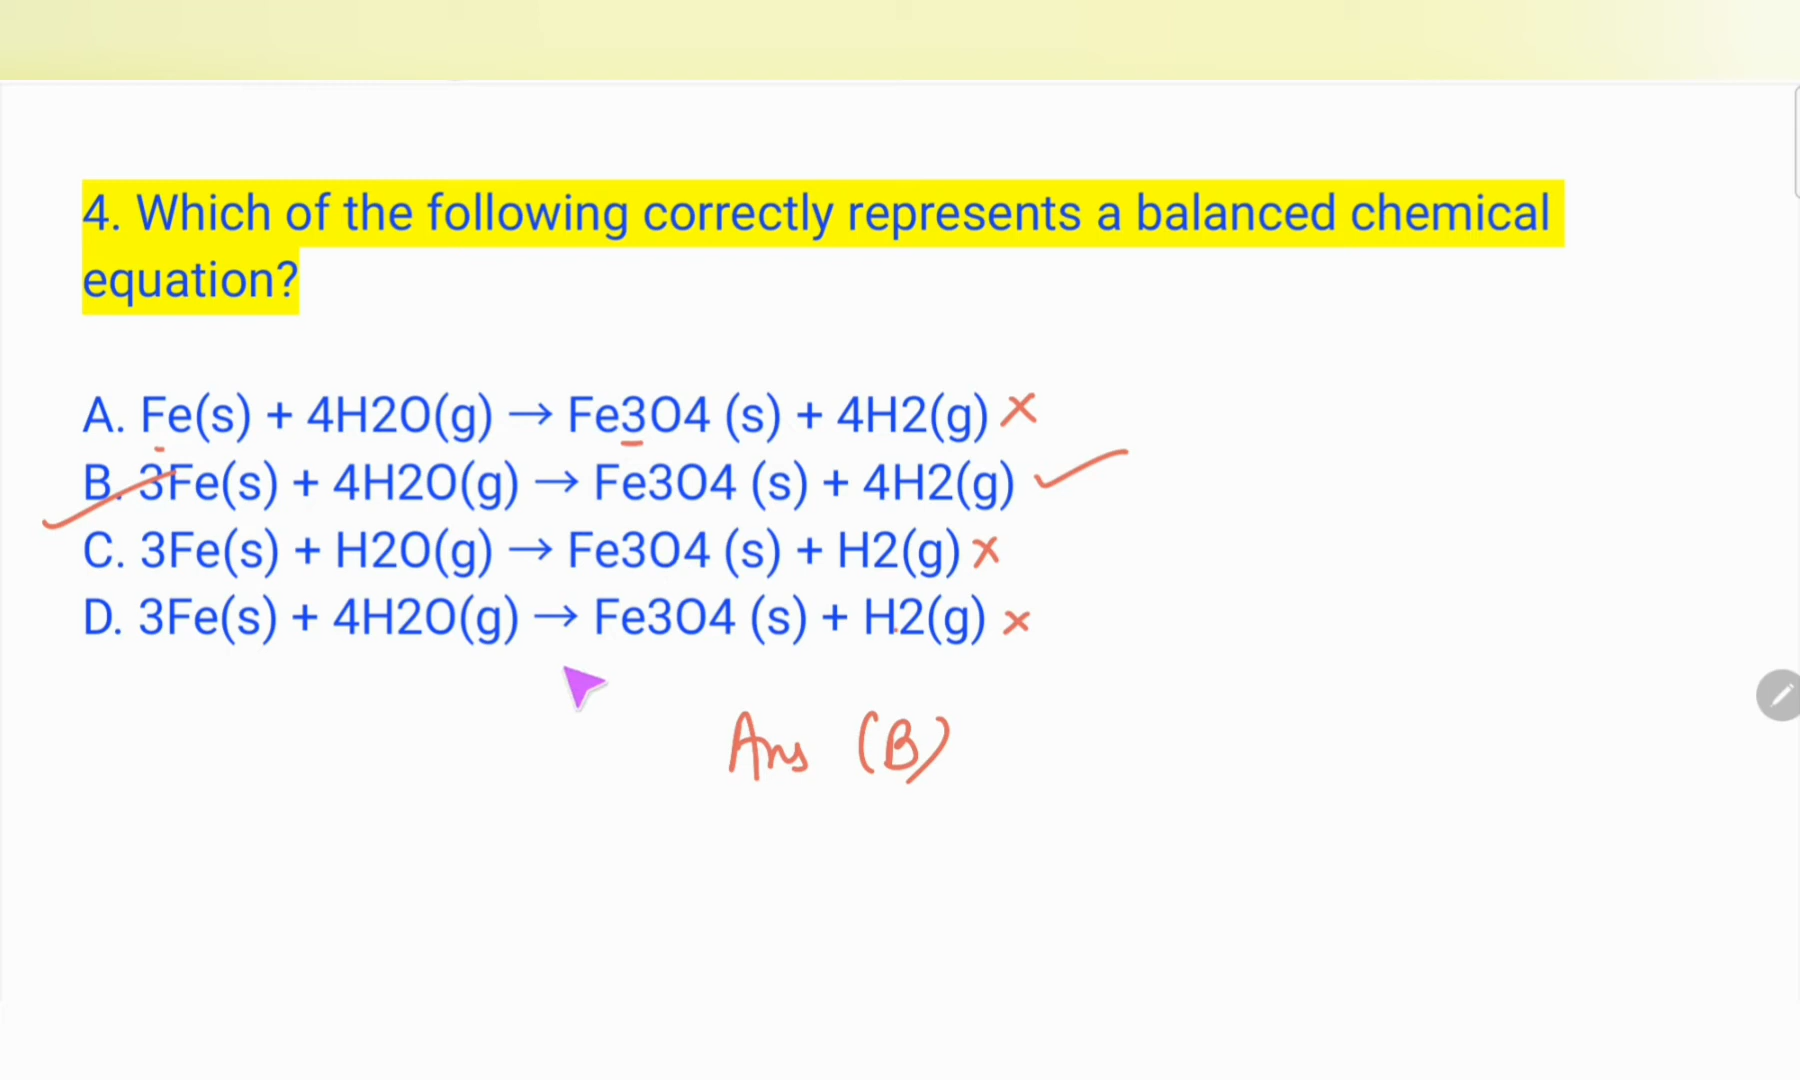 4. Which of the following correctly represents a balanced chemical
equation?
A. Fe(s) + 4H2O(g) → Fe3O4 (s) + 4H2(g) ×
B. 3Fe(s) + 4H2O(g) → Fe3O4 (s) + 4H2(g) ✓
C. 3Fe(s) + H2O(g) → Fe3O4 (s) + H2(g) ×
D. 3Fe(s) + 4H2O(g) → Fe3O4 (s) + H2(g) ×
Ans (B)